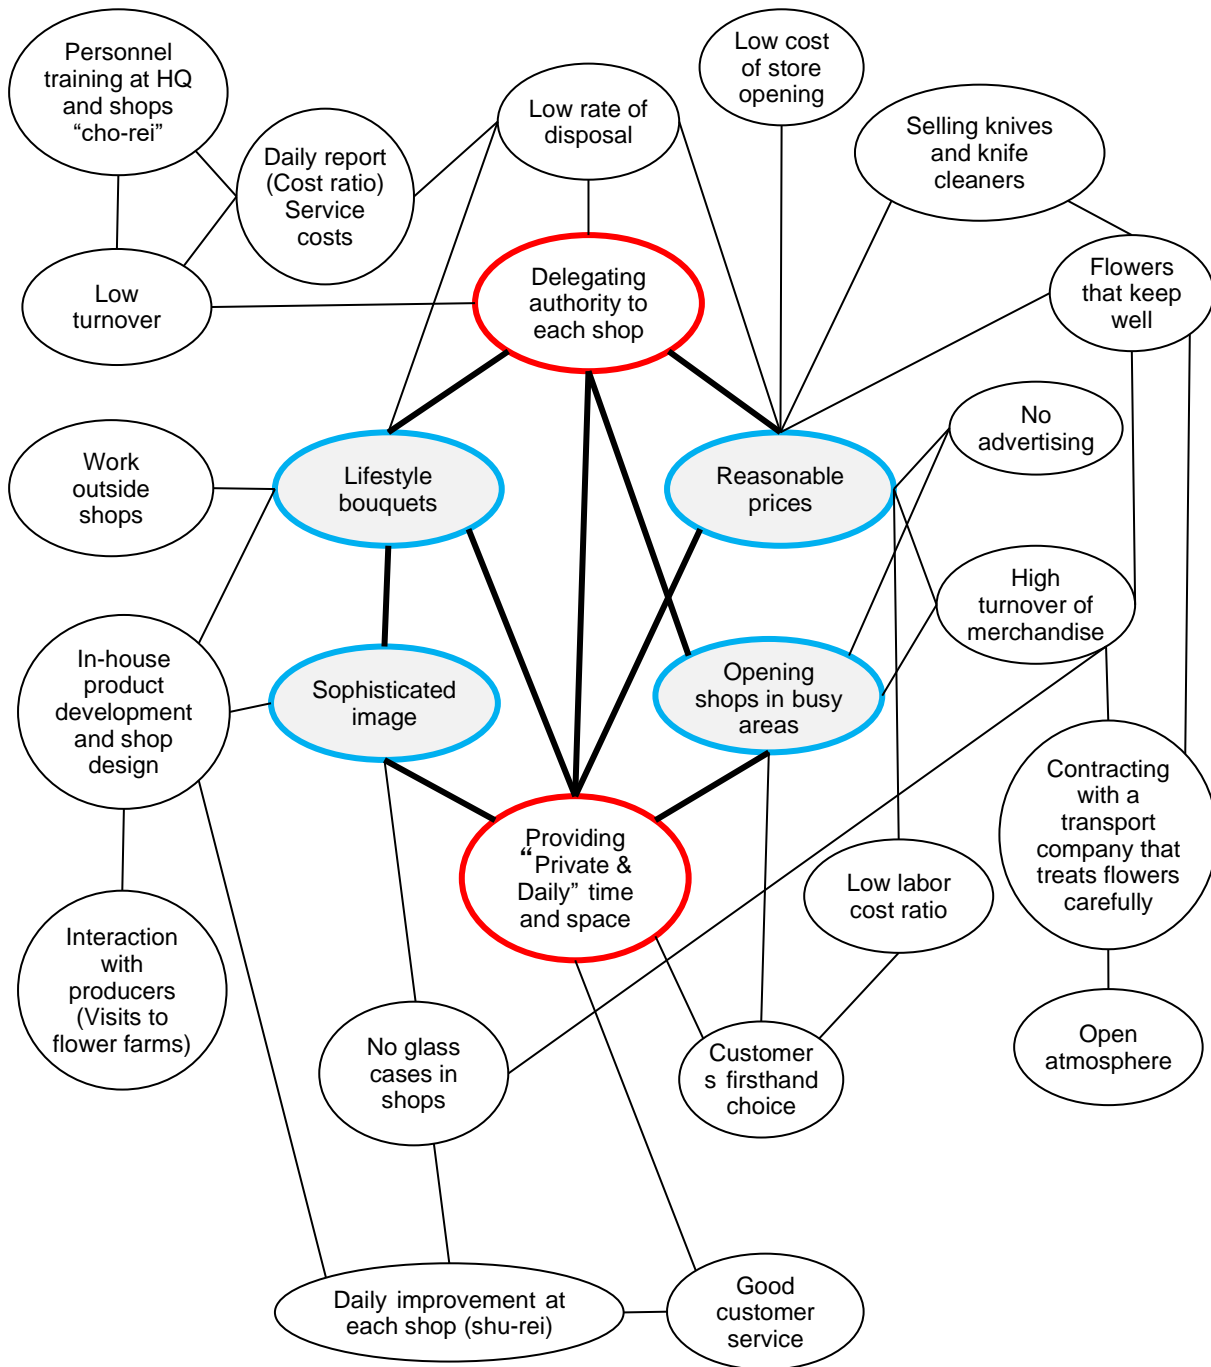 Personnel
training at HQ
and shops
“cho-rei”
Low cost
of store
opening
Low rate of
disposal
Selling knives
and knife
cleaners
Daily report
(Cost ratio)
Service
costs
Low
turnover
Delegating
authority to
each shop
Flowers
that keep
well
No
advertising
Work
outside
shops
Lifestyle
bouquets
Reasonable
prices
High
turnover of
merchandise
In-house
product
development
and shop
design
Sophisticated
image
Opening
shops in busy
areas
Contracting
with a
transport
company that
treats flowers
carefully
Providing
“Private &
Daily” time
and space
Low labor
cost ratio
Interaction
with
producers
(Visits to
flower farms)
No glass
cases in
shops
Customer
s firsthand
choice
Open
atmosphere
Daily improvement at
each shop (shu-rei)
Good
customer
service